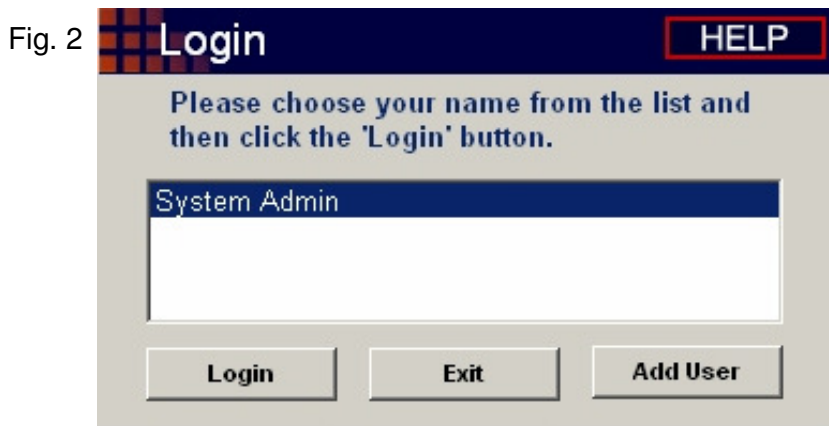 Fig. 2
Login
HELP
Please choose your name from the list and
then click the 'Login' button.
System Admin
Login
Exit
Add User